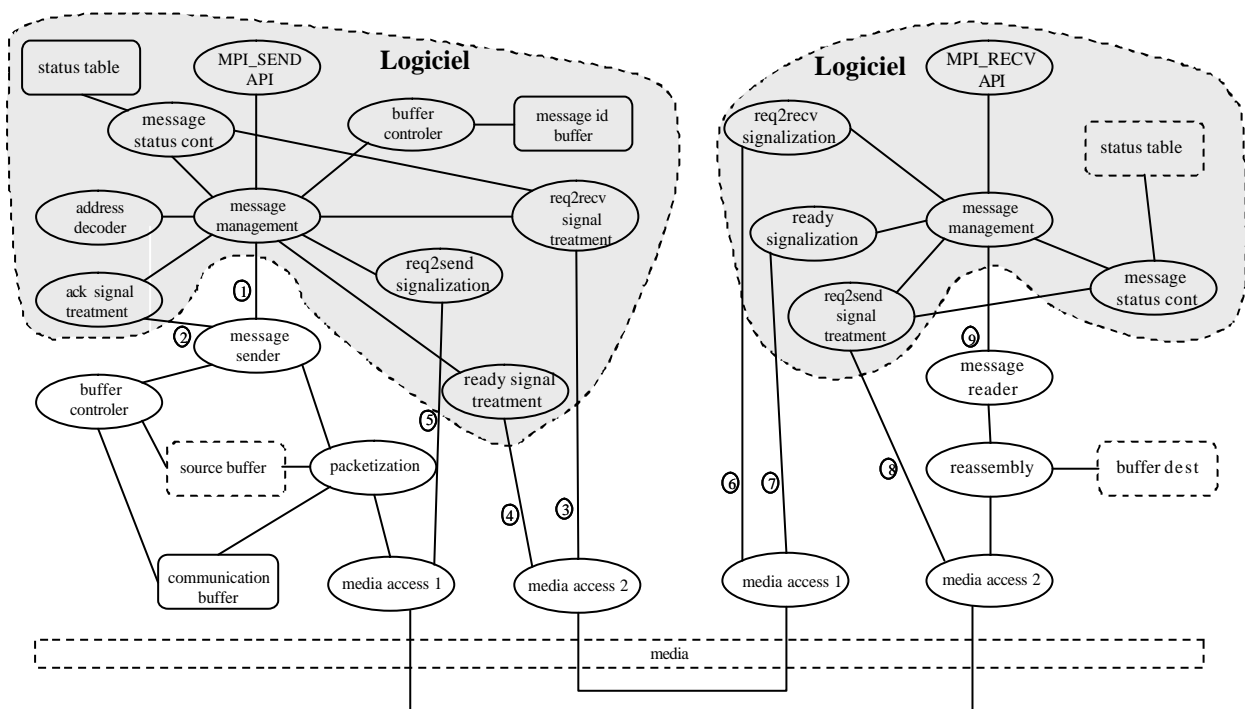 Logiciel
status table
MPI_SEND
API
message
status cont
buffer
controler
message id
buffer
address
decoder
message
management
req2recv
signal
treatment
req2send
signalization
ack signal
treatment
1
2
message
sender
buffer
controler
ready signal
treatment
5
source buffer
packetization
4
3
communication
buffer
media access 1
media access 2
Logiciel
MPI_RECV
API
req2recv
signalization
status table
ready
signalization
message
management
req2send
signal
treatment
message
status cont
9
message
reader
6
7
8
reassembly
buffer dest
media access 1
media access 2
media